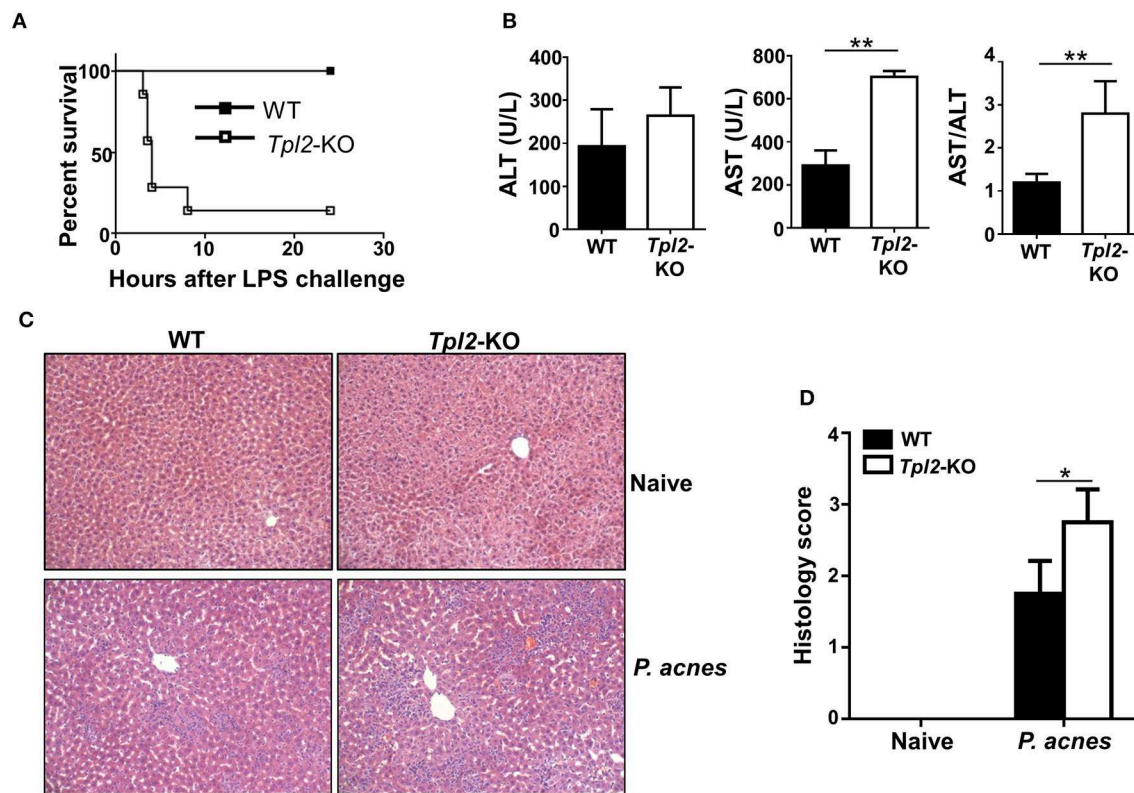 A
Percent survival
100
50
0
0
10
20
30
WT
Tpl2-KO
Hours after LPS challenge
B
ALT (U/L)
400
300
200
100
0
WT
Tpl2-
KO
AST (U/L)
800
600
400
200
0
**
WT
Tpl2-
KO
AST/ALT
4
3
2
1
0
**
WT
Tpl2-
KO
C
WT
Tpl2-KO
Naive
P. acnes
D
WT
Tpl2-KO
Histology score
4
3
2
1
0
*
Naive
P. acnes